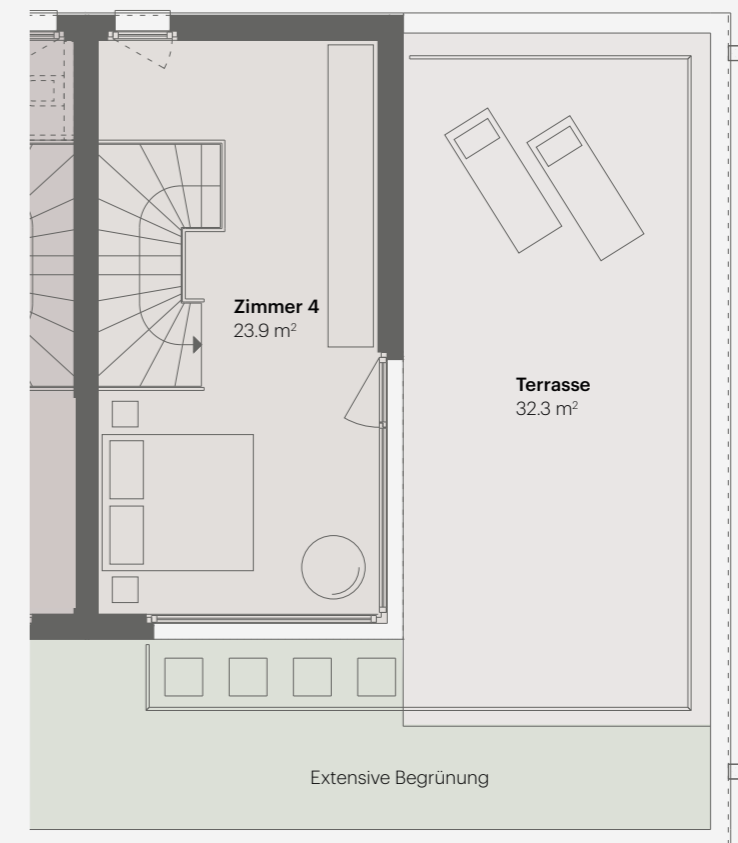 Zimmer 4
23.9 m²
Terrasse
32.3 m²
Extensive Begrünung